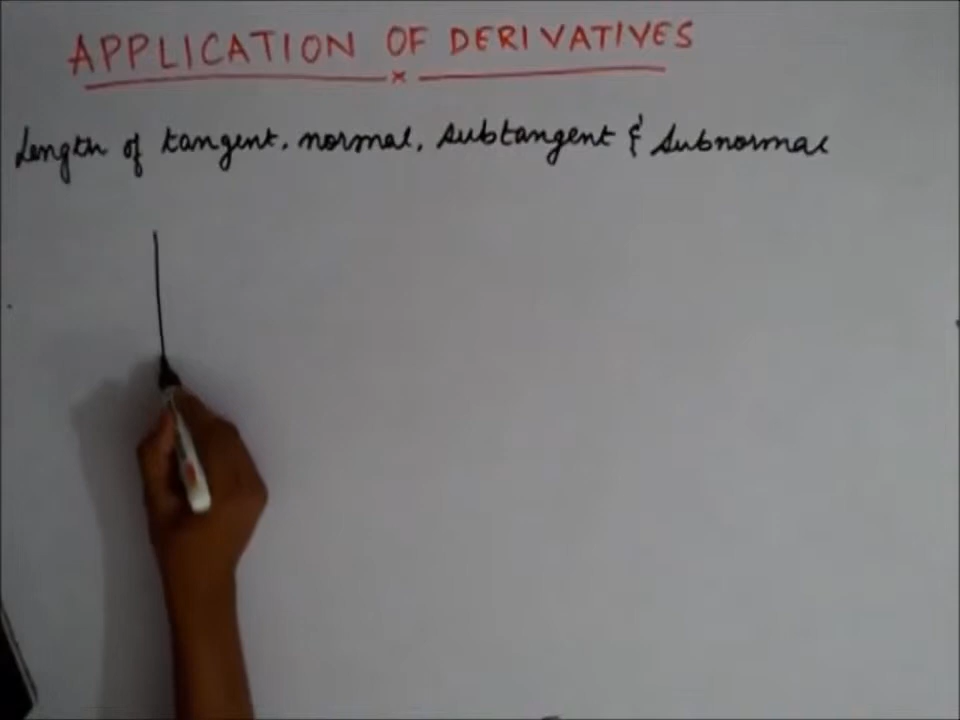 APPLICATION OF DERIVATIVES
Length of tangent, normal, subtangent & Subnormal